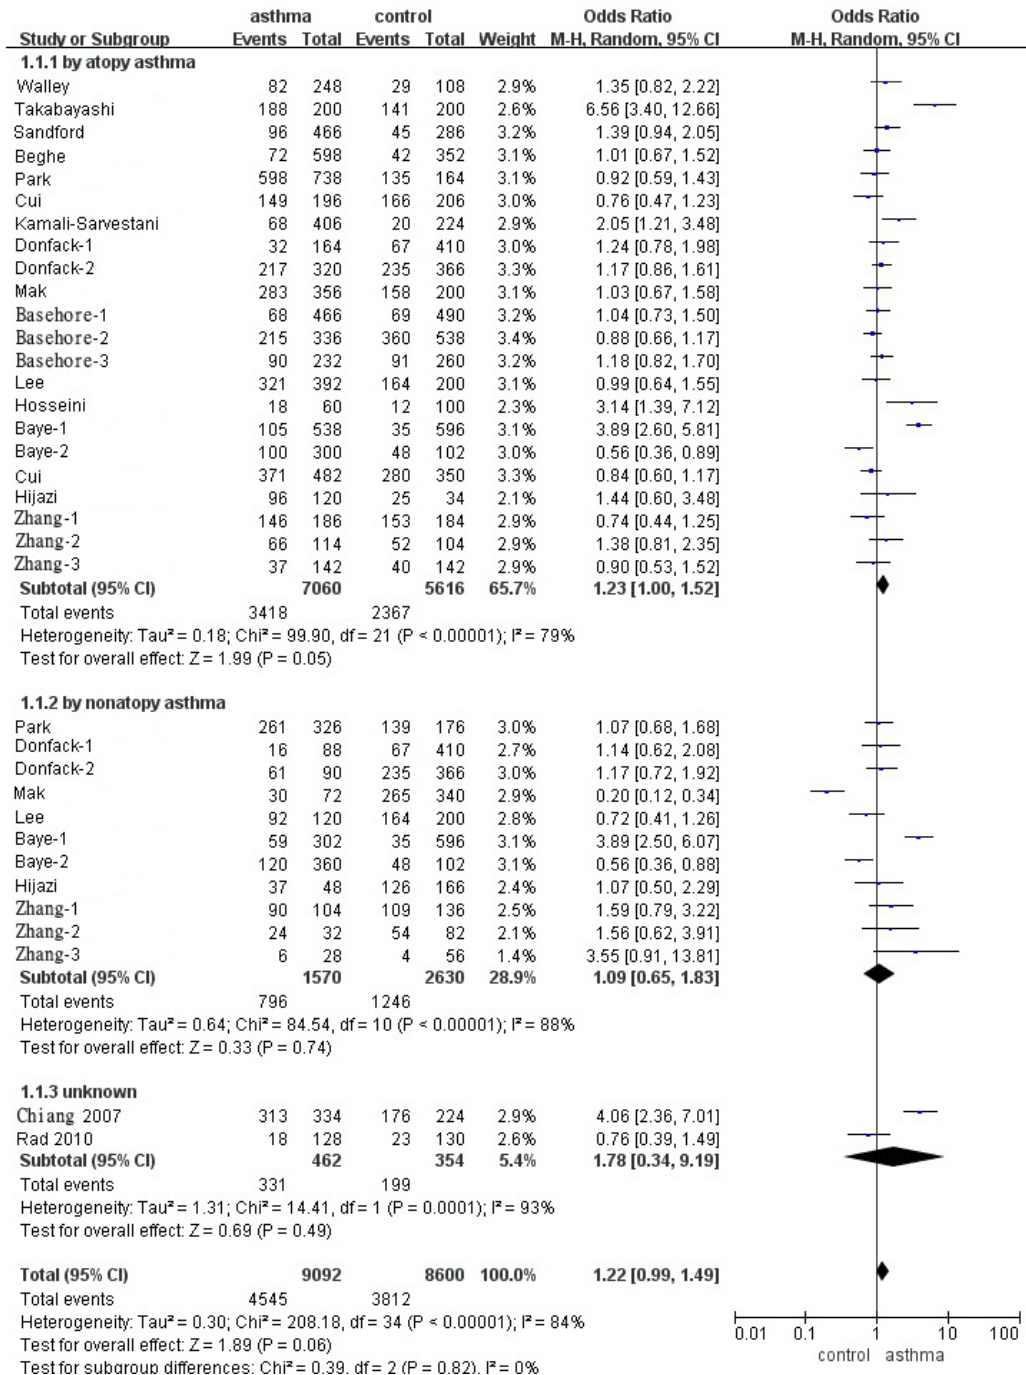 asthma control Odds Ratio Odds Ratio
Study or Subgroup Events Total Events Total Weight M-H, Random, 95% CI M-H, Random, 95% CI
1.1.1 by atopy asthma
Walley 82 248 29 108 2.9% 1.35 [0.82, 2.22]
Takabayashi 188 200 141 200 2.6% 6.56 [3.40, 12.66]
Sandford 96 466 45 286 3.2% 1.39 [0.94, 2.05]
Beghe 72 598 42 352 3.1% 1.01 [0.67, 1.52]
Park 598 738 135 164 3.1% 0.92 [0.59, 1.43]
Cui 149 196 166 206 3.0% 0.76 [0.47, 1.23]
Kamali-Sarvestani 68 406 20 224 2.9% 2.05 [1.21, 3.48]
Donfack-1 32 164 67 410 3.0% 1.24 [0.78, 1.98]
Donfack-2 217 320 235 366 3.3% 1.17 [0.86, 1.61]
Mak 283 356 158 200 3.1% 1.03 [0.67, 1.58]
Basehore-1 68 466 69 490 3.2% 1.04 [0.73, 1.50]
Basehore-2 215 336 360 538 3.4% 0.88 [0.66, 1.17]
Basehore-3 90 232 91 260 3.2% 1.18 [0.82, 1.70]
Lee 321 392 164 200 3.1% 0.99 [0.64, 1.55]
Hosseini 18 60 12 100 2.3% 3.14 [1.39, 7.12]
Baye-1 105 538 35 596 3.1% 3.89 [2.60, 5.81]
Baye-2 100 300 48 102 3.1% 0.56 [0.36, 0.89]
Cui 371 482 280 350 3.3% 0.84 [0.60, 1.17]
Hijazi 96 120 25 34 2.1% 1.44 [0.60, 3.48]
Zhang-1 146 186 153 184 2.9% 0.74 [0.44, 1.25]
Zhang-2 66 114 52 104 2.9% 1.38 [0.81, 2.35]
Zhang-3 37 142 40 142 2.9% 0.90 [0.53, 1.52]
Subtotal (95% CI) 7060 5616 65.7% 1.23 [1.00, 1.52]
Total events 3418 2367
Heterogeneity: Tau² = 0.18; Chi² = 99.90, df = 21 (P < 0.00001); I² = 79%
Test for overall effect: Z = 1.99 (P = 0.05)
1.1.2 by nonatopy asthma
Park 261 326 139 176 3.0% 1.07 [0.68, 1.68]
Donfack-1 16 88 67 410 2.7% 1.14 [0.62, 2.08]
Donfack-2 61 90 235 366 3.0% 1.17 [0.72, 1.92]
Mak 30 72 265 340 2.9% 0.20 [0.12, 0.34]
Lee 92 120 164 200 2.8% 0.72 [0.41, 1.26]
Baye-1 59 302 35 596 3.1% 3.89 [2.50, 6.07]
Baye-2 120 360 48 102 3.1% 0.56 [0.36, 0.88]
Hijazi 37 48 126 166 2.4% 1.07 [0.50, 2.29]
Zhang-1 90 104 109 136 2.5% 1.59 [0.79, 3.22]
Zhang-2 24 32 54 82 2.1% 1.56 [0.62, 3.91]
Zhang-3 6 28 4 56 1.4% 3.55 [0.91, 13.81]
Subtotal (95% CI) 1570 2630 28.9% 1.09 [0.65, 1.83]
Total events 796 1246
Heterogeneity: Tau² = 0.64; Chi² = 84.54, df = 10 (P < 0.00001); I² = 88%
Test for overall effect: Z = 0.33 (P = 0.74)
1.1.3 unknown
Chiang 2007 313 334 176 224 2.9% 4.06 [2.36, 7.01]
Rad 2010 18 128 23 130 2.6% 0.76 [0.39, 1.49]
Subtotal (95% CI) 462 354 5.4% 1.78 [0.34, 9.19]
Total events 331 199
Heterogeneity: Tau² = 1.31; Chi² = 14.41, df = 1 (P = 0.0001); I² = 93%
Test for overall effect: Z = 0.69 (P = 0.49)
Total (95% CI) 9092 8600 100.0% 1.22 [0.99, 1.49]
Total events 4545 3812
Heterogeneity: Tau² = 0.30; Chi² = 208.18, df = 34 (P < 0.00001); I² = 84%
Test for overall effect: Z = 1.89 (P = 0.06)
Test for subgroup differences: Chi² = 0.39, df = 2 (P = 0.82), I² = 0%
0.01 0.1 1 10 100
control asthma